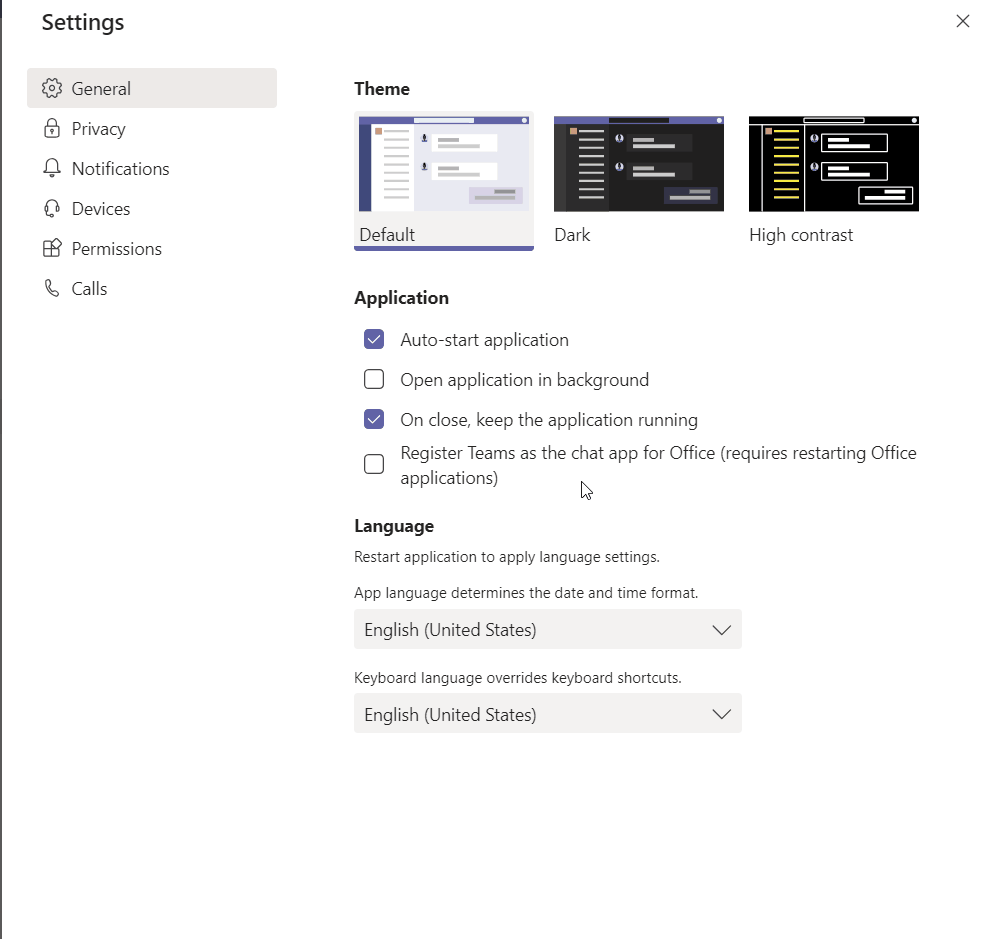 Settings
General
Privacy
Notifications
Devices
Permissions
Calls
Theme
Default
Dark
High contrast
Application
Auto-start application
Open application in background
On close, keep the application running
Register Teams as the chat app for Office (requires restarting Office
applications)
Language
Restart application to apply language settings.
App language determines the date and time format.
English (United States)
Keyboard language overrides keyboard shortcuts.
English (United States)